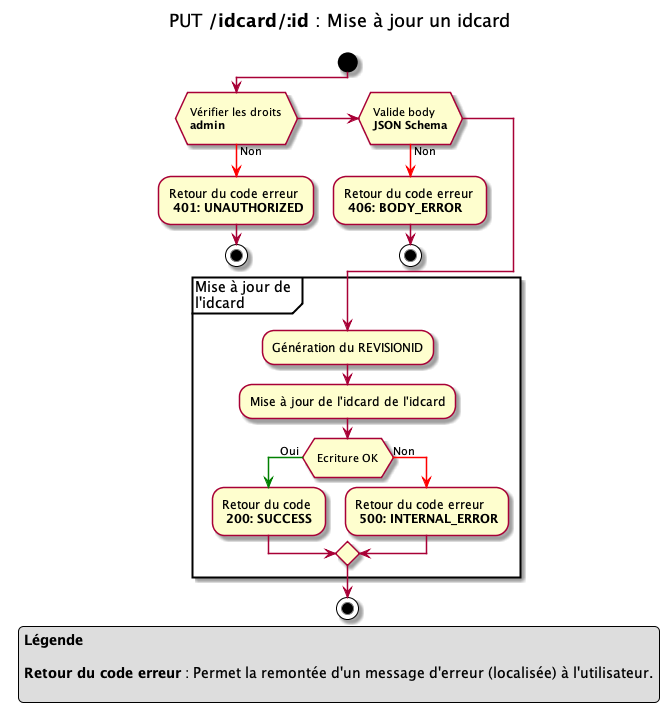 PUT /idcard/:id : Mise à jour un idcard
Vérifier les droits
admin
Valide body
JSON Schema
Non
Non
Retour du code erreur
401: UNAUTHORIZED
Retour du code erreur
406: BODY_ERROR
Mise à jour de
l'idcard
Génération du REVISIONID
Mise à jour de l'idcard de l'idcard
Ecriture OK
Oui
Non
Retour du code
200: SUCCESS
Retour du code erreur
500: INTERNAL_ERROR
Légende
Retour du code erreur : Permet la remontée d'un message d'erreur (localisée) à l'utilisateur.